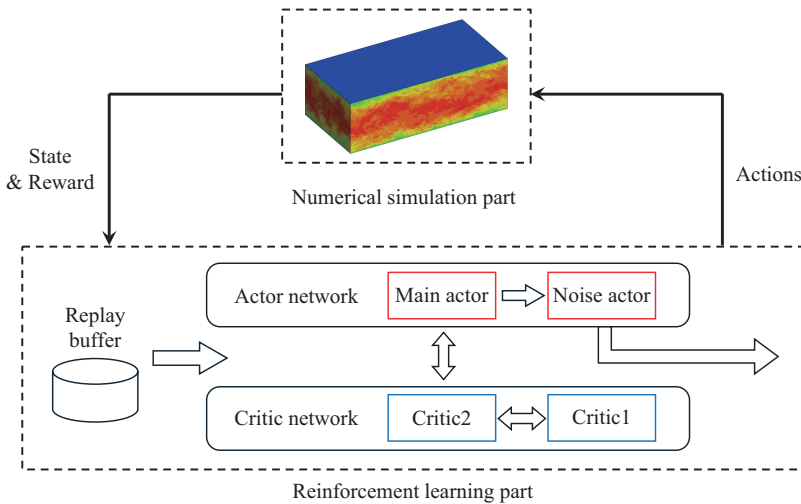 State
& Reward
Numerical simulation part
Actions
Actor network
Main actor
Noise actor
Replay
buffer
Critic network
Critic2
Critic1
Reinforcement learning part